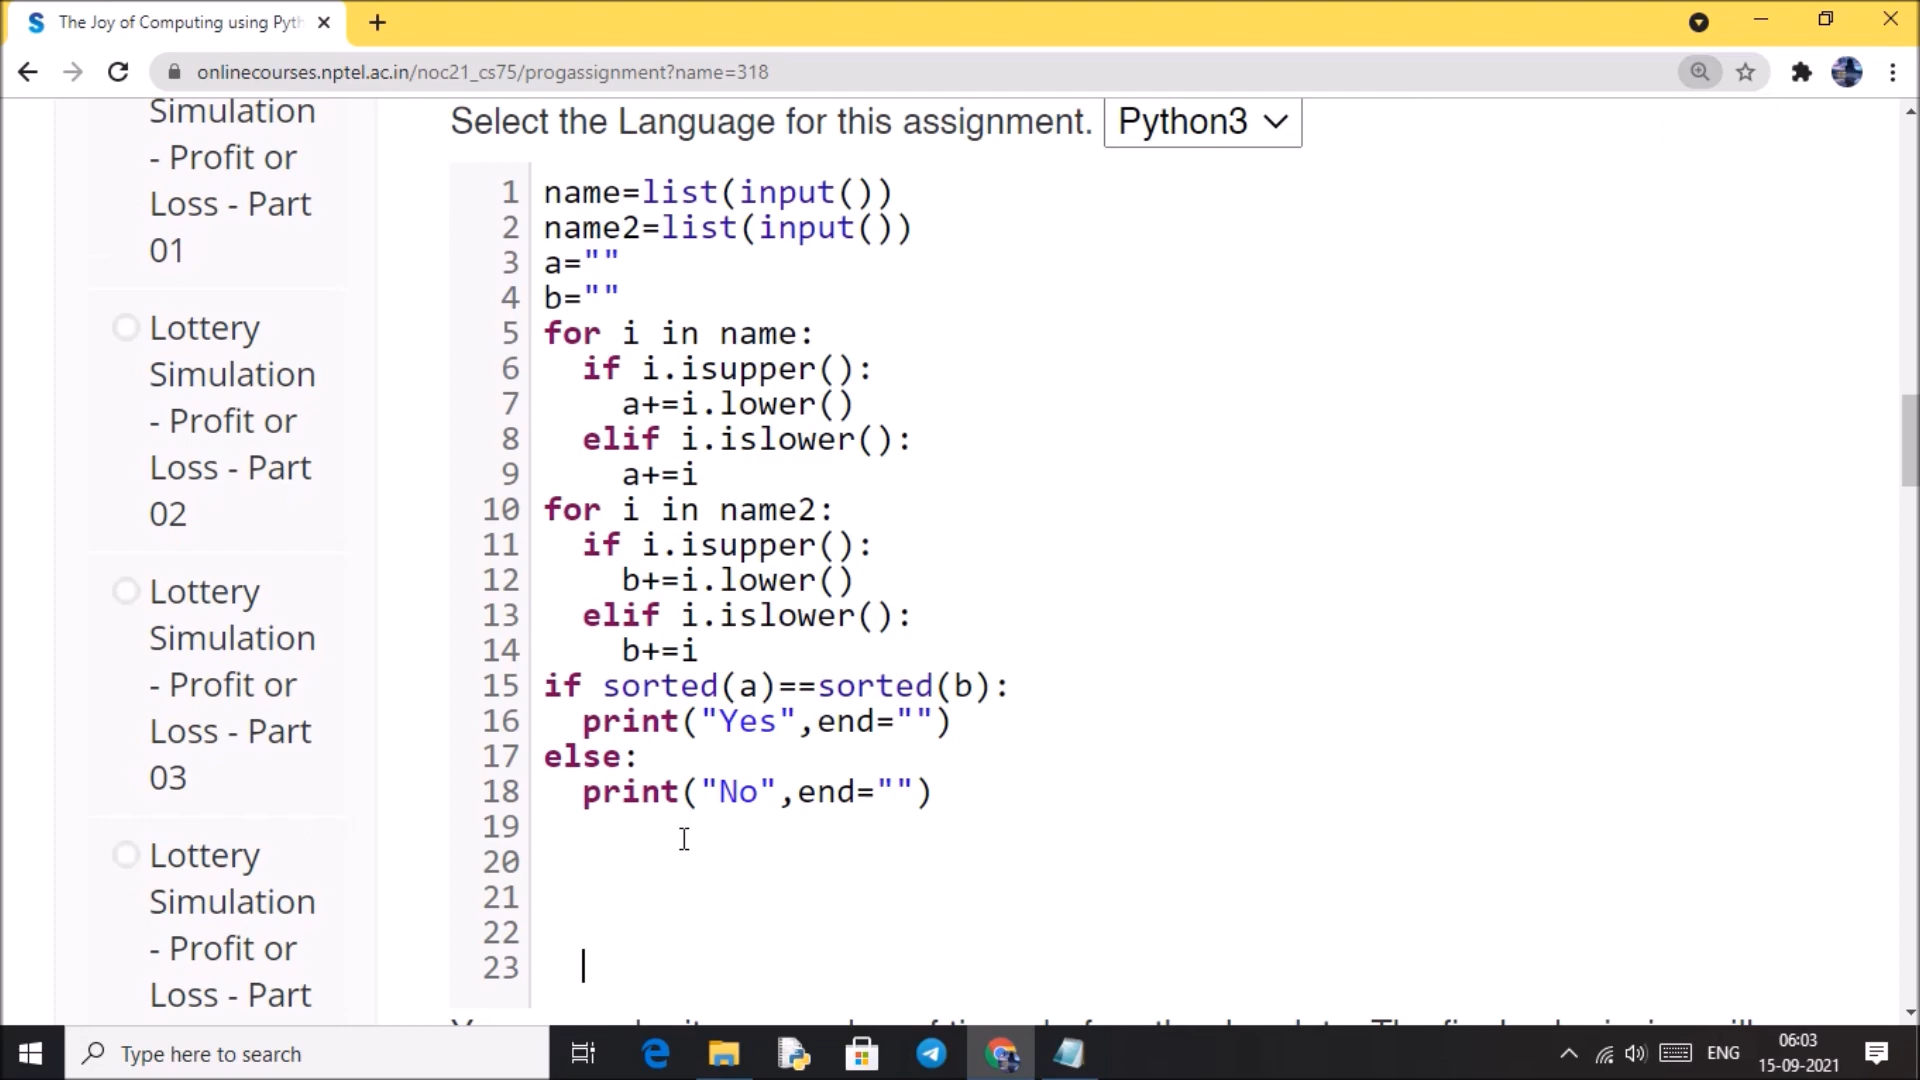 The Joy of Computing using Pyth
onlinecourses.nptel.ac.in/noc21_cs75/progassignment?name=318
Simulation
- Profit or
Loss - Part
01
Lottery
Simulation
- Profit or
Loss - Part
02
Lottery
Simulation
- Profit or
Loss - Part
03
Lottery
Simulation
- Profit or
Loss - Part
Select the Language for this assignment. Python3
1 name=list(input())
2 name2=list(input())
3 a=""
4 b=""
5 for i in name:
6 if i.isupper():
7 a+=i.lower()
8 elif i.islower():
9 a+=i
10 for i in name2:
11 if i.isupper():
12 b+=i.lower()
13 elif i.islower():
14 b+=i
15 if sorted(a)==sorted(b):
16 print("Yes",end="")
17 else:
18 print("No",end="")
19
20
21
22
23
Type here to search
ENG
06:03
15-09-2021